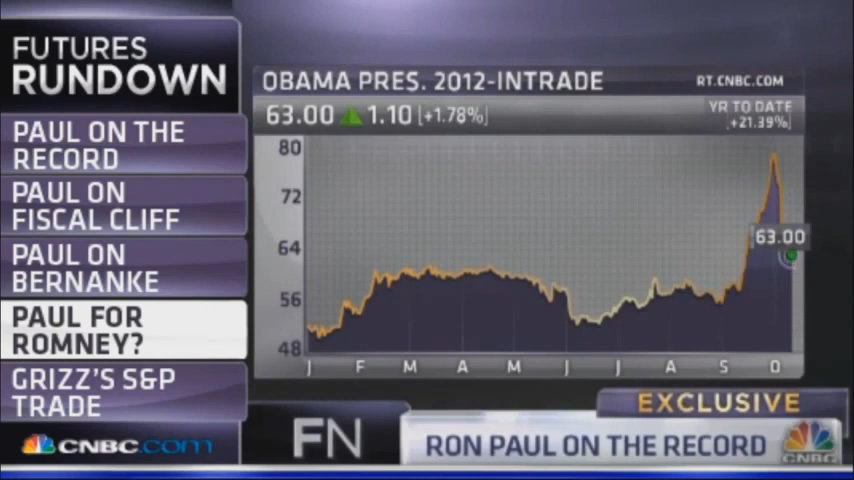 FUTURES
RUNDOWN
PAUL ON THE
RECORD
PAUL ON
FISCAL CLIFF
PAUL ON
BERNANKE
PAUL FOR
ROMNEY?
GRIZZ'S S&P
TRADE
CNBC.com
OBAMA PRES. 2012-INTRADE
RT.CNBC.COM
63.00 1.10 [+1.78%]
YR TO DATE
[+21.39%]
80
72
64
56
48
63.00
J F M A M J J A S O
EXCLUSIVE
FN
RON PAUL ON THE RECORD
CNBC